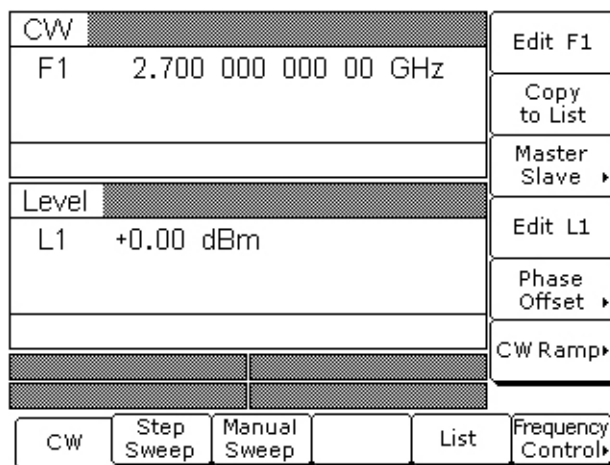 CW
F1 2.700 000 000 00 GHz
Level
L1 +0.00 dBm
Edit F1
Copy
to List
Master
Slave
Edit L1
Phase
Offset
CW Ramp
CW
Step
Sweep
Manual
Sweep
List
Frequency
Control